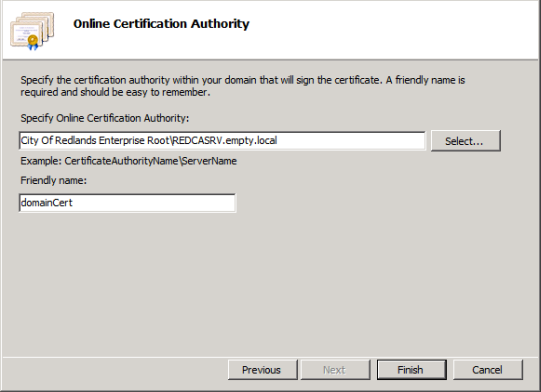 Online Certification Authority
Specify the certification authority within your domain that will sign the certificate. A friendly name is
required and should be easy to remember.
Specify Online Certification Authority:
City Of Redlands Enterprise Root\REDCASRV.empty.local
Select...
Example: CertificateAuthorityName\ServerName
Friendly name:
domainCert
Previous
Next
Finish
Cancel